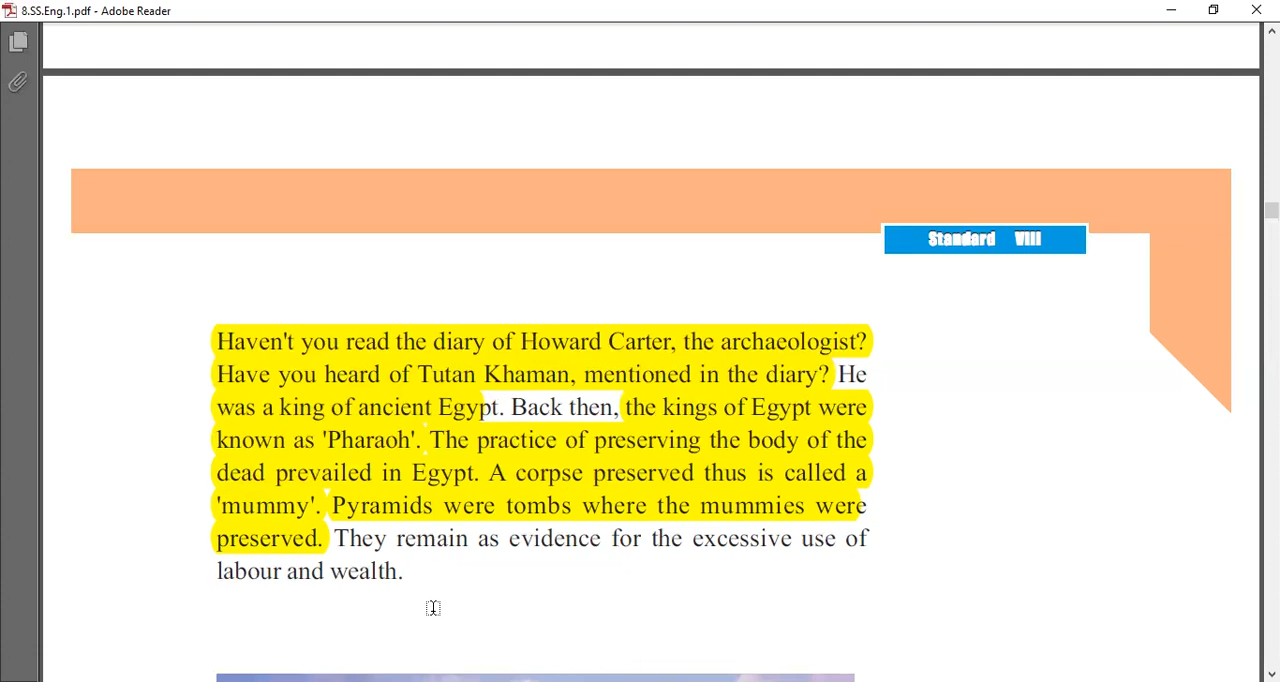 8.SS.Eng.1.pdf - Adobe Reader
Standard VIII
Haven't you read the diary of Howard Carter, the archaeologist?
Have you heard of Tutan Khaman, mentioned in the diary? He
was a king of ancient Egypt. Back then, the kings of Egypt were
known as 'Pharaoh'. The practice of preserving the body of the
dead prevailed in Egypt. A corpse preserved thus is called a
'mummy'. Pyramids were tombs where the mummies were
preserved. They remain as evidence for the excessive use of
labour and wealth.